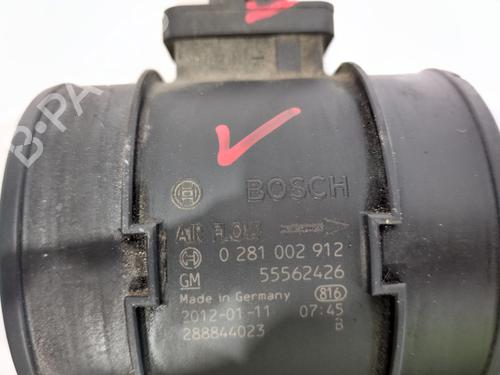 B-PA
BOSCH
AIR FLOW
0 281 002 912
GM 55562426
Made in Germany 816
2012-01-11 07:45
288844023 B